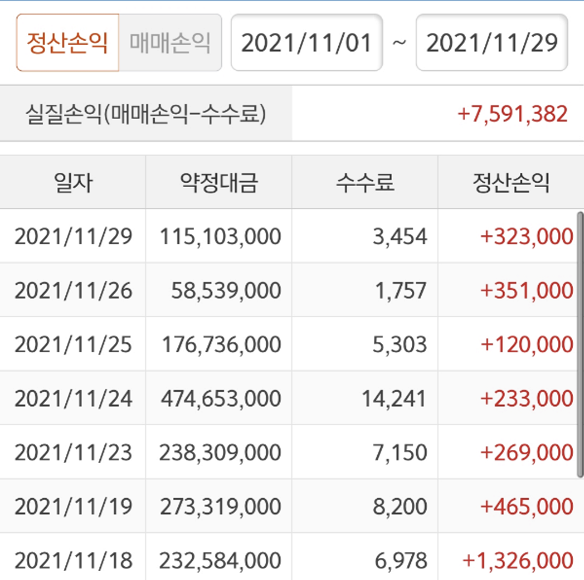 정산손익 매매손익 2021/11/01 ~ 2021/11/29
실질손익(매매손익-수수료) +7,591,382
일자 약정대금 수수료 정산손익
2021/11/29 115,103,000 3,454 +323,000
2021/11/26 58,539,000 1,757 +351,000
2021/11/25 176,736,000 5,303 +120,000
2021/11/24 474,653,000 14,241 +233,000
2021/11/23 238,309,000 7,150 +269,000
2021/11/19 273,319,000 8,200 +465,000
2021/11/18 232,584,000 6,978 +1,326,000